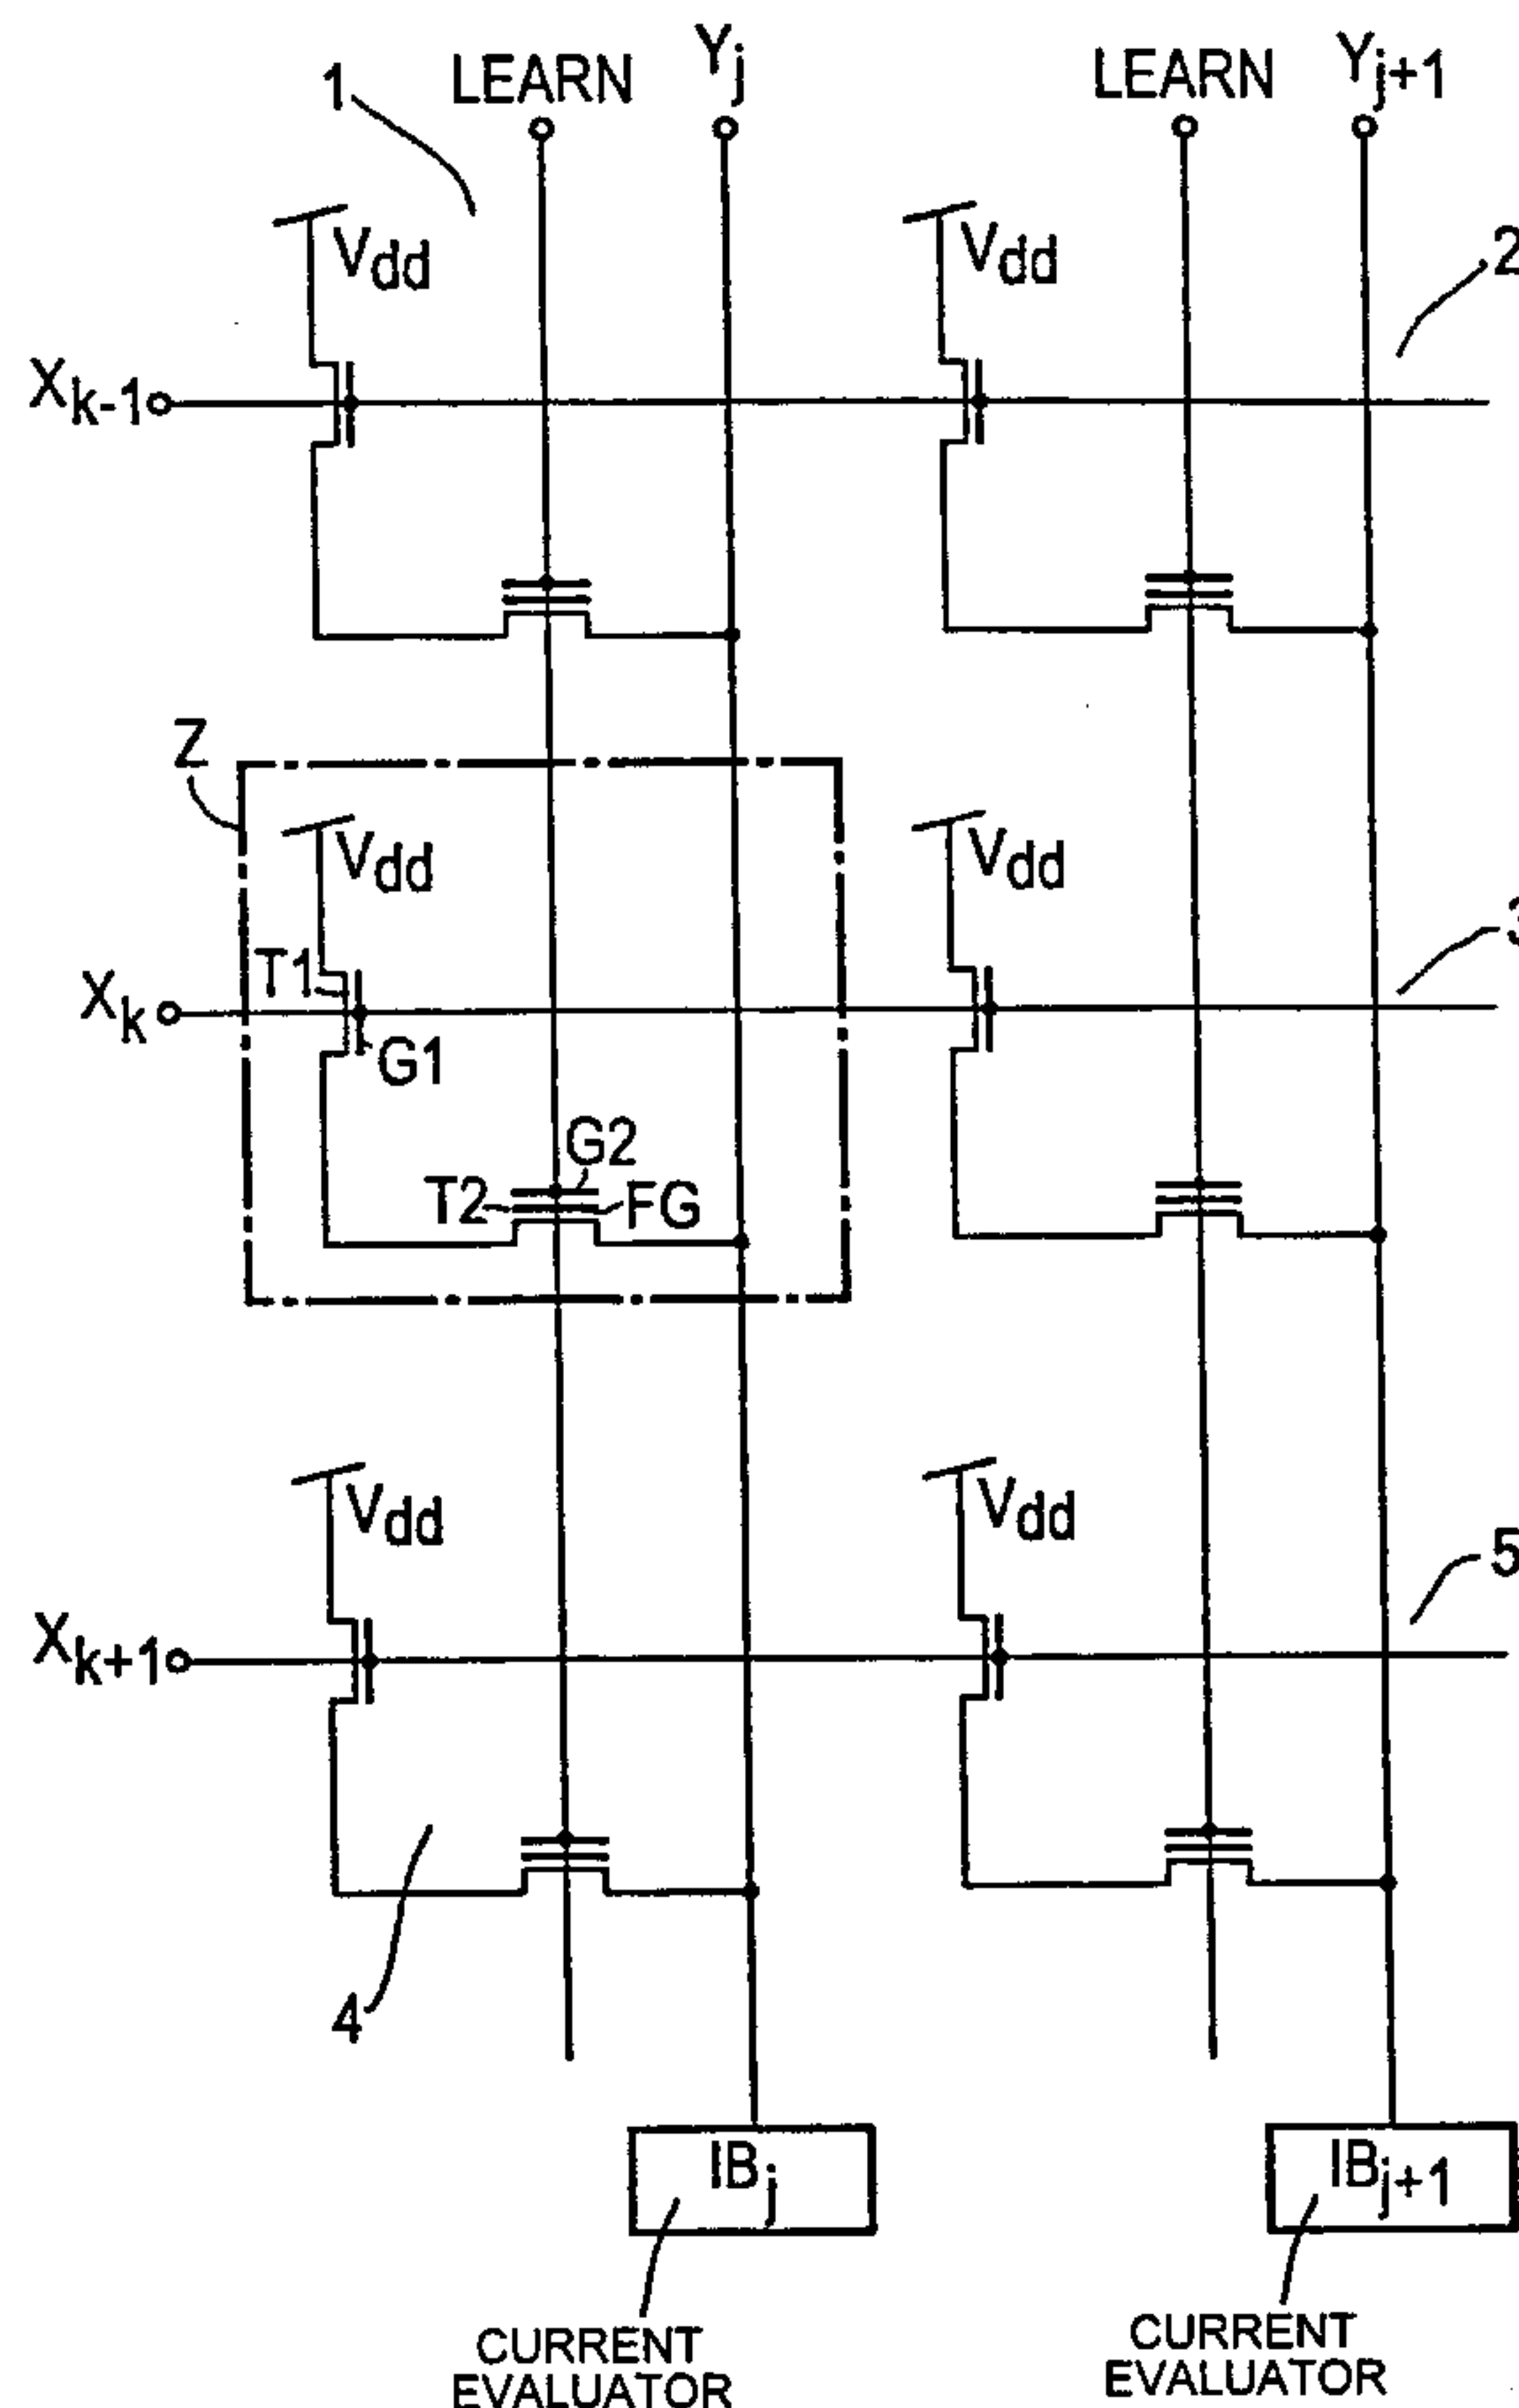 1 LEARN Yj LEARN Yj+1
Vdd Vdd 2
Xk-1
Z
Vdd Vdd
T1 3
Xk
G1
G2
T2 FG
Vdd Vdd
5
Xk+1
4
IBj IBj+1
CURRENT EVALUATOR CURRENT EVALUATOR